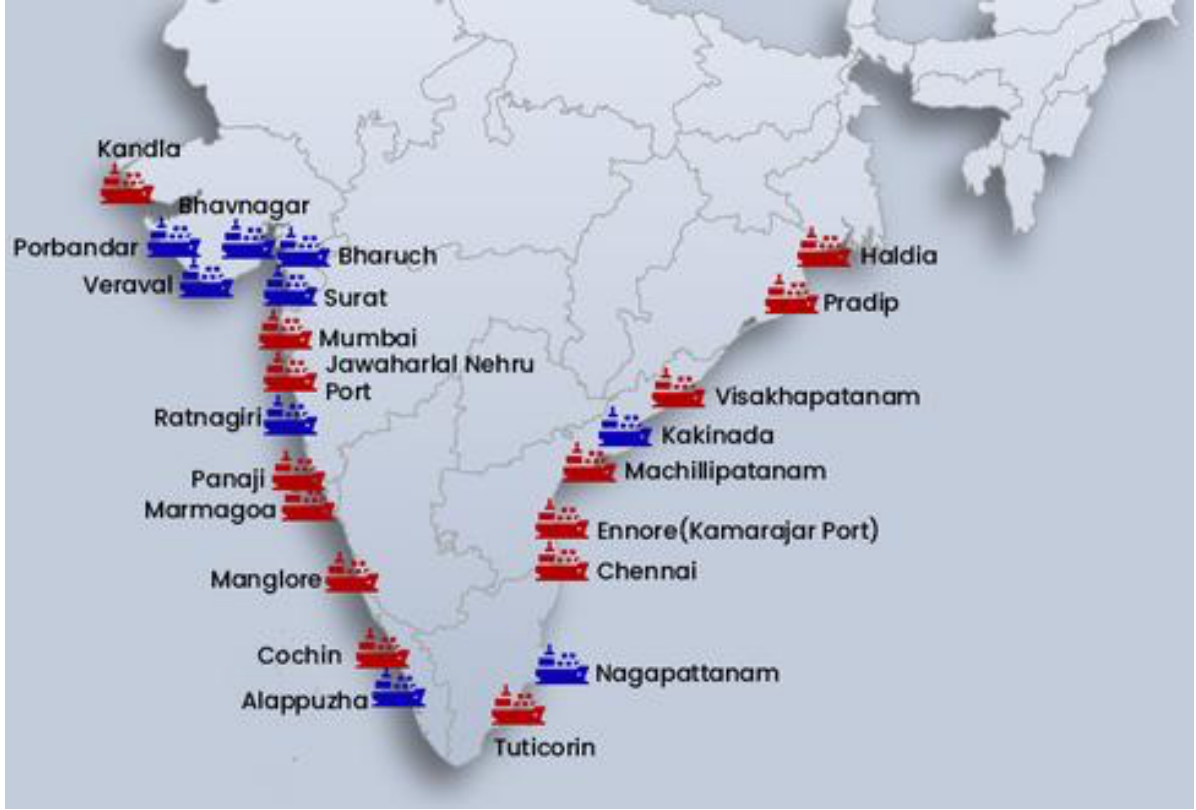 Kandla
Bhavnagar
Porbandar
Bharuch
Haldia
Veraval
Surat
Pradip
Mumbai
Jawaharlal Nehru
Port
Visakhapatanam
Ratnagiri
Kakinada
Machillipatanam
Panaji
Marmagoa
Ennore(Kamarajar Port)
Chennai
Manglore
Cochin
Nagapattanam
Alappuzha
Tuticorin